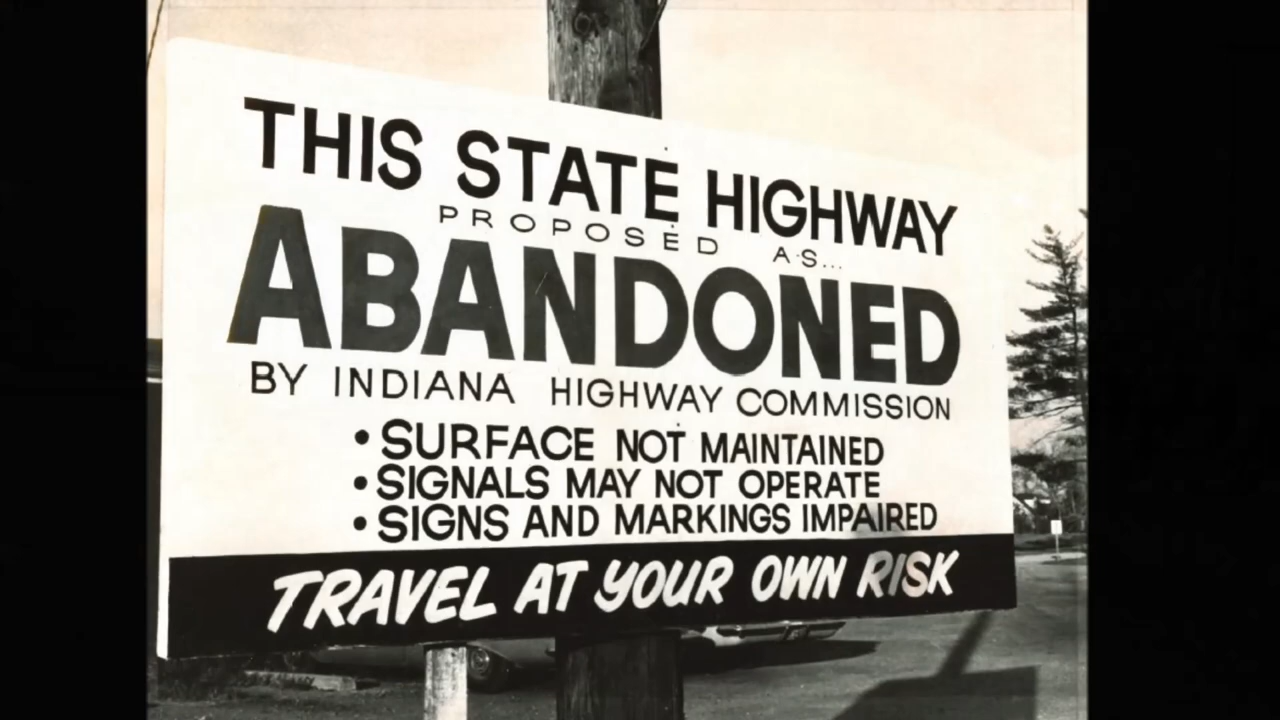 THIS STATE HIGHWAY
PROPOSED AS...
ABANDONED
BY INDIANA HIGHWAY COMMISSION
• SURFACE NOT MAINTAINED
• SIGNALS MAY NOT OPERATE
• SIGNS AND MARKINGS IMPAIRED
TRAVEL AT YOUR OWN RISK